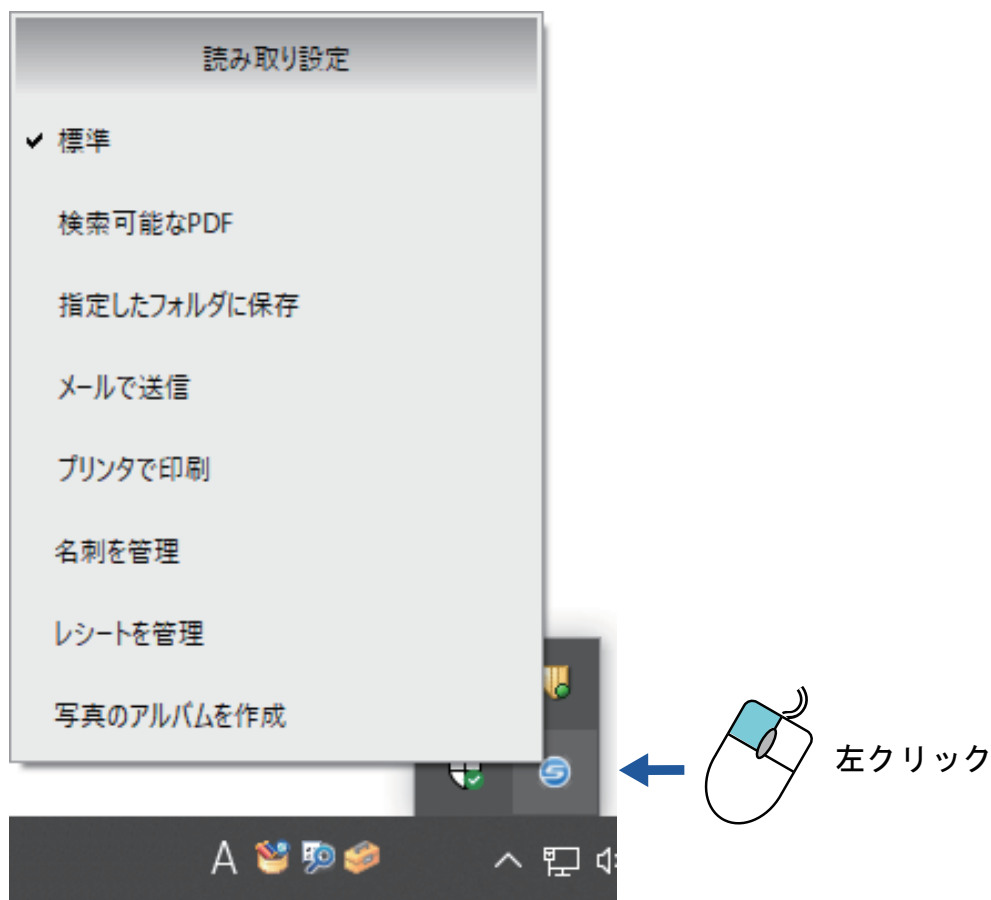 読み取り設定
標準
検索可能なPDF
指定したフォルダに保存
メールで送信
プリンタで印刷
名刺を管理
レシートを管理
写真のアルバムを作成
左クリック
A